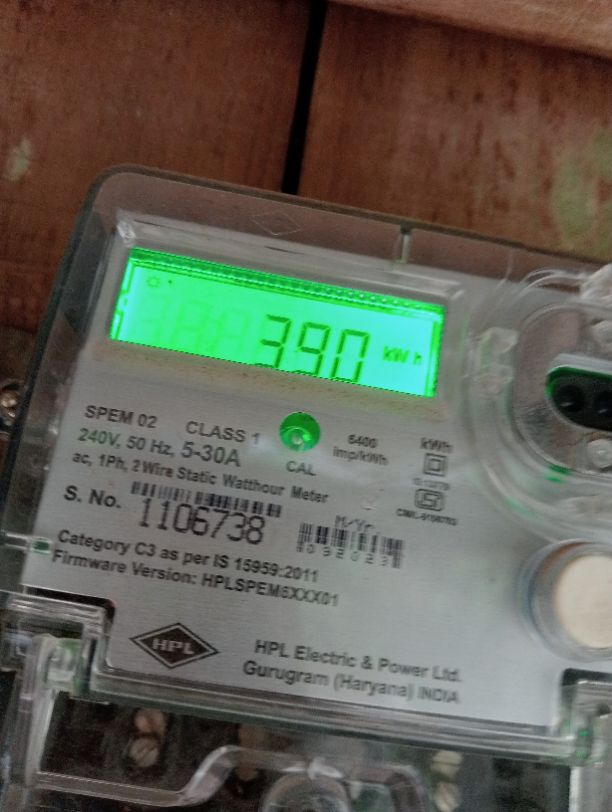 390 kWh
SPEM 02 CLASS 1 6400 imp/kWh kWh
240V, 50 Hz, 5-30A CAL
ac, 1Ph, 2 Wire Static Watthour Meter
S. No. 1106738 M/Yr.
092023
Category C3 as per IS 15959:2011
Firmware Version: HPLSPEM6XXX01
HPL HPL Electric & Power Ltd.
Gurugram (Haryana) INDIA